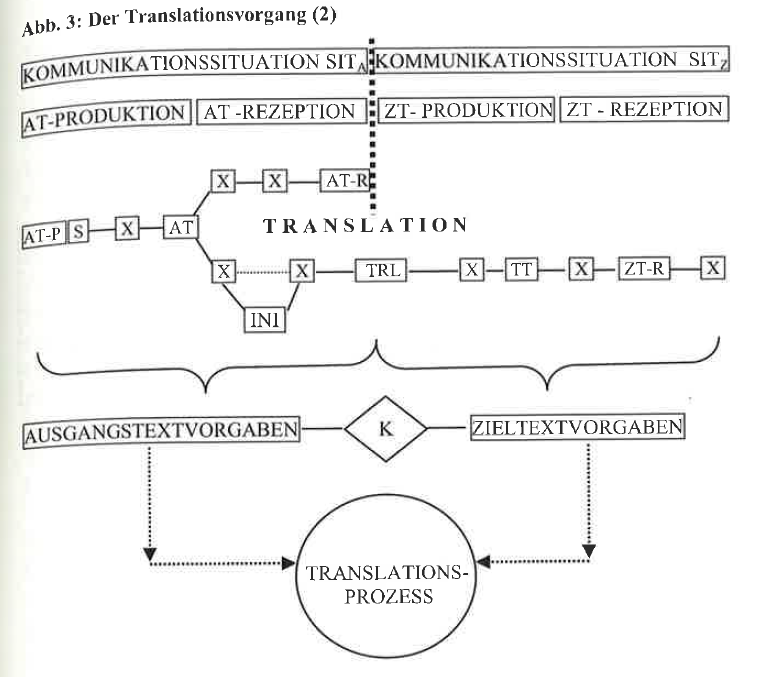 Abb. 3: Der Translationsvorgang (2)
KOMMUNIKATIONSSITUATION SITA KOMMUNIKATIONSSITUATION SITZ
AT-PRODUKTION AT -REZEPTION ZT- PRODUKTION ZT - REZEPTION
X X AT-R
AT-P S X AT TRANSLATION
X X TRL X TT X ZT-R X
INI
AUSGANGSTEXTVORGABEN K ZIELTEXTVORGABEN
TRANSLATIONS-
PROZESS